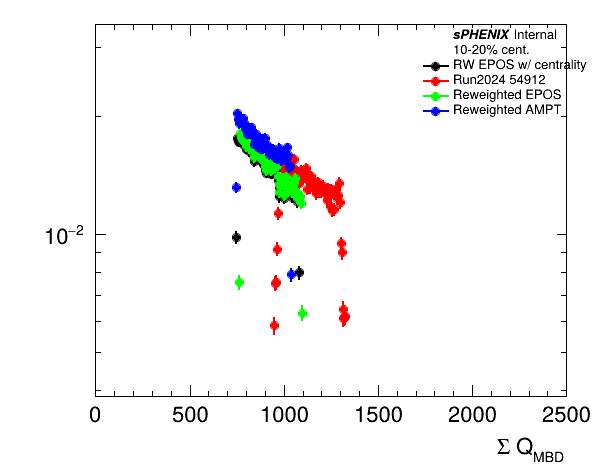 sPHENIX Internal
10-20% cent.
RW EPOS w/ centrality
Run2024 54912
Reweighted EPOS
Reweighted AMPT
10⁻²
0 500 1000 1500 2000 2500
Σ Q_MBD